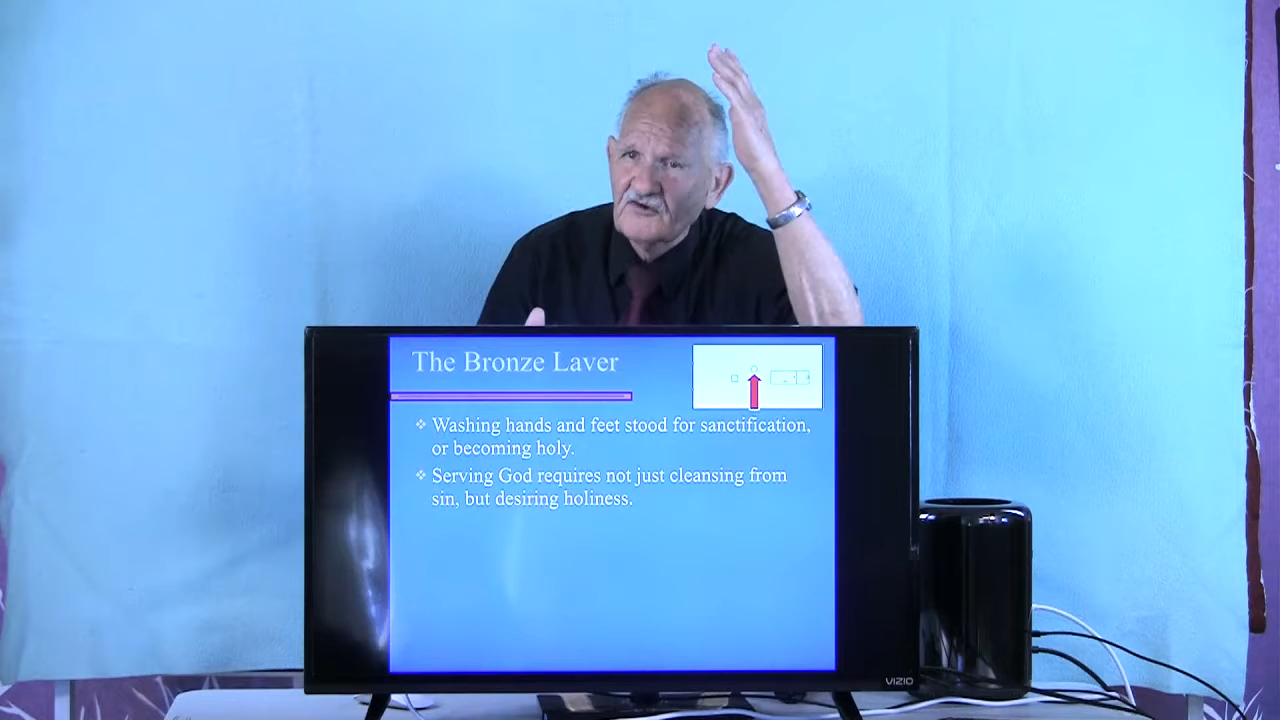 The Bronze Laver
❖ Washing hands and feet stood for sanctification,
or becoming holy.
❖ Serving God requires not just cleansing from
sin, but desiring holiness.
VIZIO